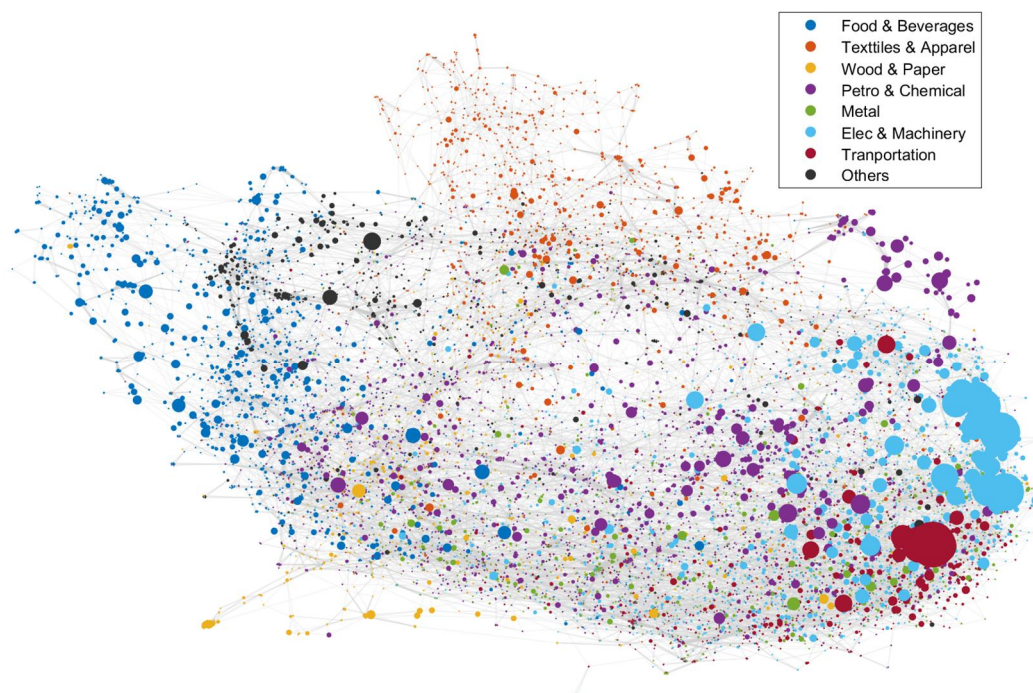 Food & Beverages
Texttiles & Apparel
Wood & Paper
Petro & Chemical
Metal
Elec & Machinery
Tranportation
Others